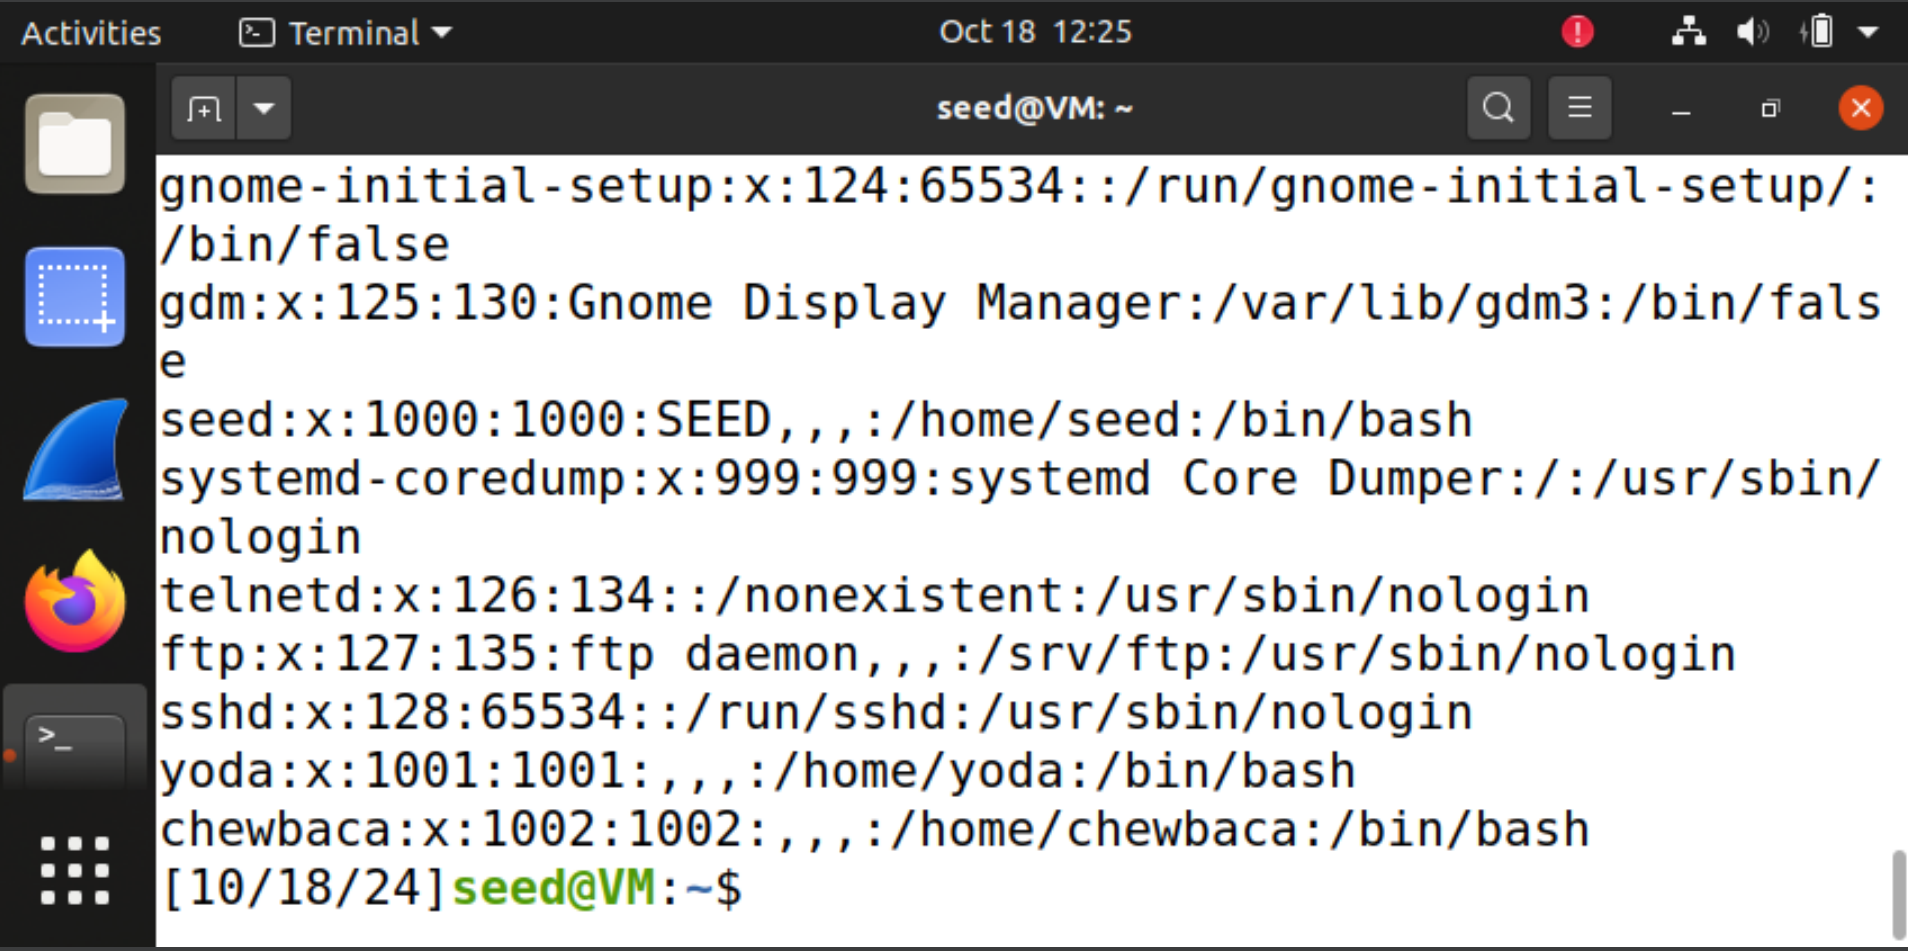 Activities
Terminal
Oct 18 12:25
seed@VM: ~
gnome-initial-setup:x:124:65534::/run/gnome-initial-setup/:
/bin/false
gdm:x:125:130:Gnome Display Manager:/var/lib/gdm3:/bin/fals
e
seed:x:1000:1000:SEED,,,:/home/seed:/bin/bash
systemd-coredump:x:999:999:systemd Core Dumper:/:/usr/sbin/
nologin
telnetd:x:126:134::/nonexistent:/usr/sbin/nologin
ftp:x:127:135:ftp daemon,,,:/srv/ftp:/usr/sbin/nologin
sshd:x:128:65534::/run/sshd:/usr/sbin/nologin
yoda:x:1001:1001:,,,:/home/yoda:/bin/bash
chewbaca:x:1002:1002:,,,:/home/chewbaca:/bin/bash
[10/18/24]seed@VM:~$